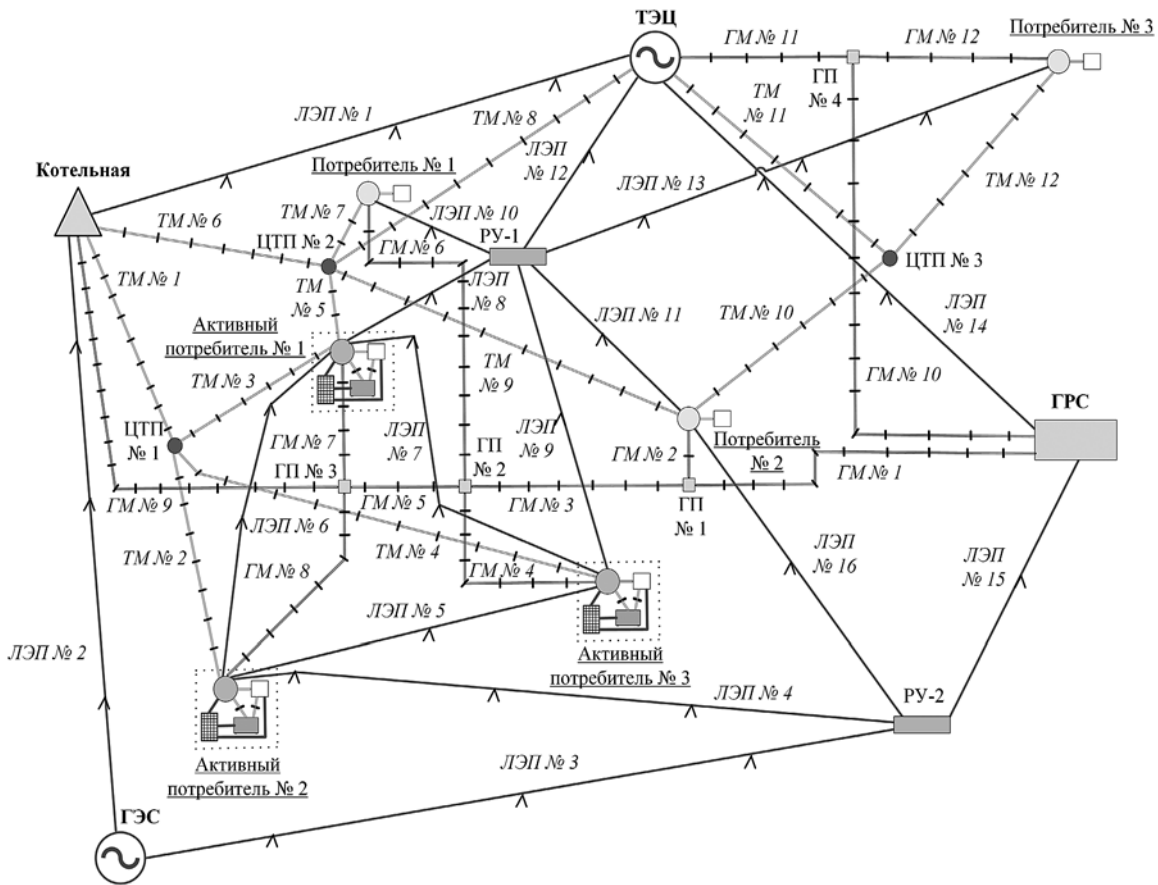 ТЭЦ
Потребитель № 3
ГМ № 11
ГМ № 12
ГП
№ 4
ТМ
№ 11
ЛЭП № 1
ТМ № 8
ЛЭП
№ 12
Котельная
Потребитель № 1
ЛЭП № 13
ТМ № 12
ТМ № 6
ТМ № 7
ЛЭП № 10
РУ-1
ЦТП № 2
ГМ № 6
ЦТП № 3
ТМ № 1
ТМ
№ 5
ЛЭП
№ 8
ЛЭП
№ 14
Активный
потребитель № 1
ЛЭП № 11
ТМ № 10
ТМ № 3
ТМ
№ 9
ГМ № 10
ГРС
ЦТП
№ 1
ГМ № 7
ЛЭП
№ 7
ГП
№ 2
ЛЭП
№ 9
ГМ № 2
Потребитель
№ 2
ГП № 3
ГМ № 1
ГМ № 9
ГМ № 5
ГМ № 3
ГП
№ 1
ЛЭП № 6
ТМ № 2
ТМ № 4
ЛЭП
№ 16
ЛЭП
№ 15
ГМ № 8
ГМ № 4
ЛЭП № 5
ЛЭП № 2
Активный
потребитель № 3
ЛЭП № 4
РУ-2
Активный
потребитель № 2
ЛЭП № 3
ГЭС